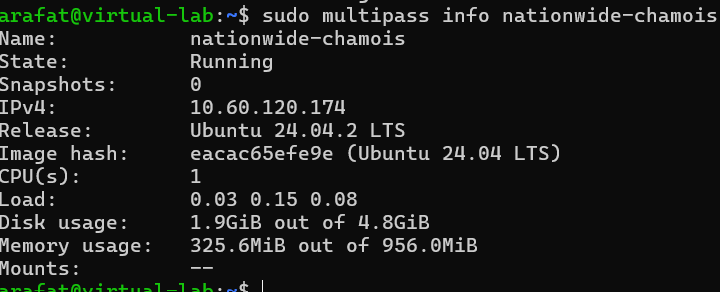 arafat@virtual-lab:~$ sudo multipass info nationwide-chamois
Name:           nationwide-chamois
State:          Running
Snapshots:      0
IPv4:           10.60.120.174
Release:        Ubuntu 24.04.2 LTS
Image hash:     eacac65efe9e (Ubuntu 24.04 LTS)
CPU(s):         1
Load:           0.03 0.15 0.08
Disk usage:     1.9GiB out of 4.8GiB
Memory usage:   325.6MiB out of 956.0MiB
Mounts:         --
arafat@virtual-lab:~$